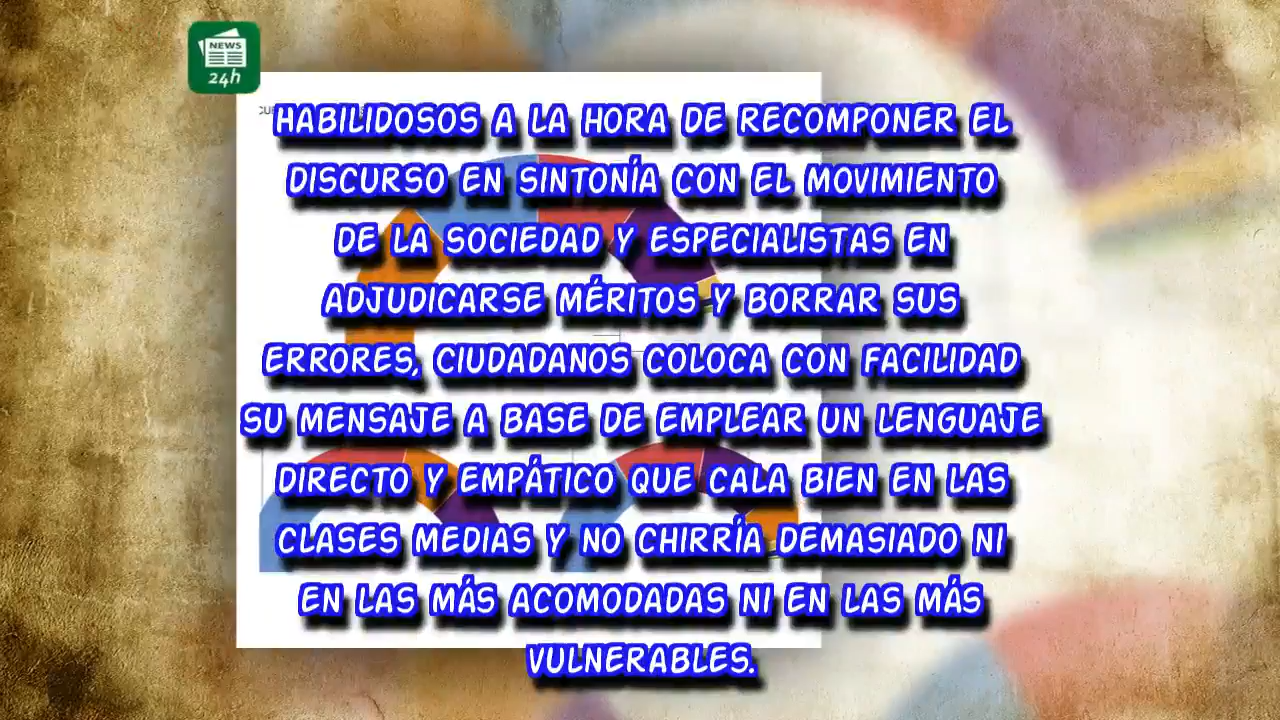 NEWS
24h
HABILIDOSOS A LA HORA DE RECOMPONER EL
DISCURSO EN SINTONÍA CON EL MOVIMIENTO
DE LA SOCIEDAD Y ESPECIALISTAS EN
ADJUDICARSE MÉRITOS Y BORRAR SUS
ERRORES, CIUDADANOS COLOCA CON FACILIDAD
SU MENSAJE A BASE DE EMPLEAR UN LENGUAJE
DIRECTO Y EMPÁTICO QUE CALA BIEN EN LAS
CLASES MEDIAS Y NO CHIRRÍA DEMASIADO NI
EN LAS MÁS ACOMODADAS NI EN LAS MÁS
VULNERABLES.